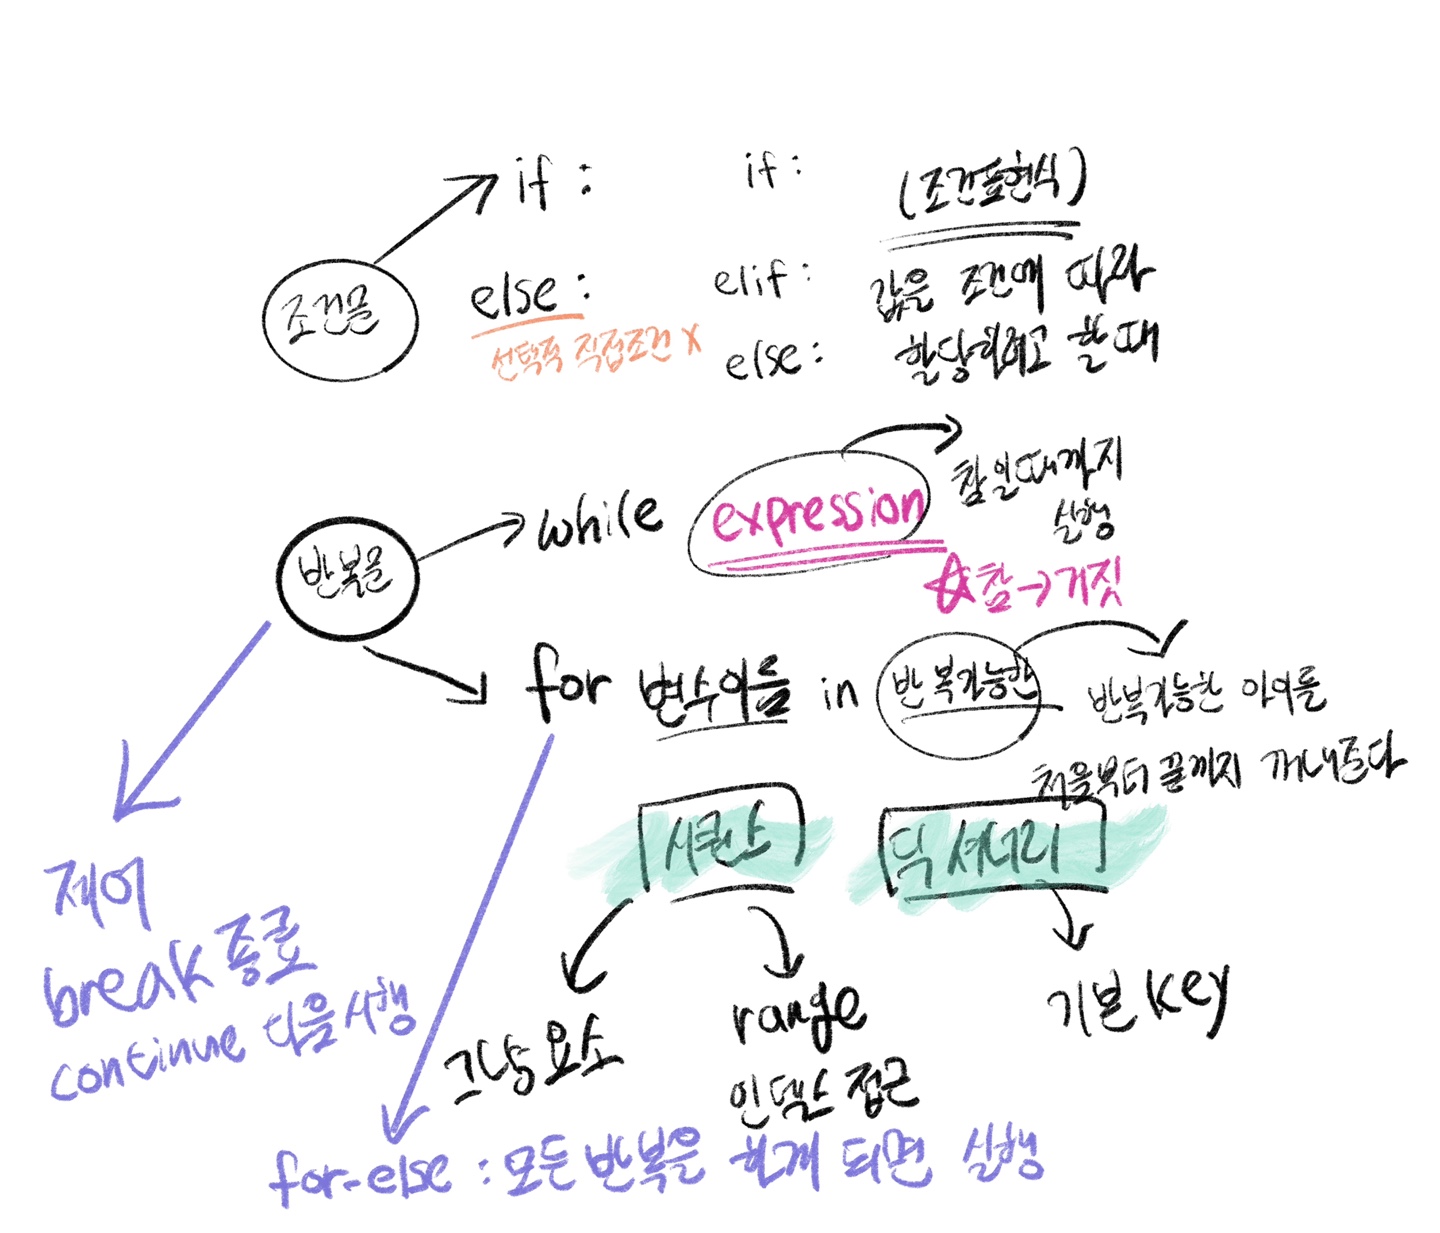 if : if : (조건표현식)
조건문 else : elif : 값을 조건에 따라
선택적 직접조건 X else : 할당하려고 할 때
while expression 참일때까지
실행
반복문 ☆참→거짓
for 변수이름 in 반복가능한 반복가능한 아이를
처음부터 끝까지 꺼내준다
시퀀스 딕셔너리
제어
break 종료
continue 다음시행
그냥 요소 range 기본 key
인덱스 접근
for-else : 모든 반복을 하게 되면 실행